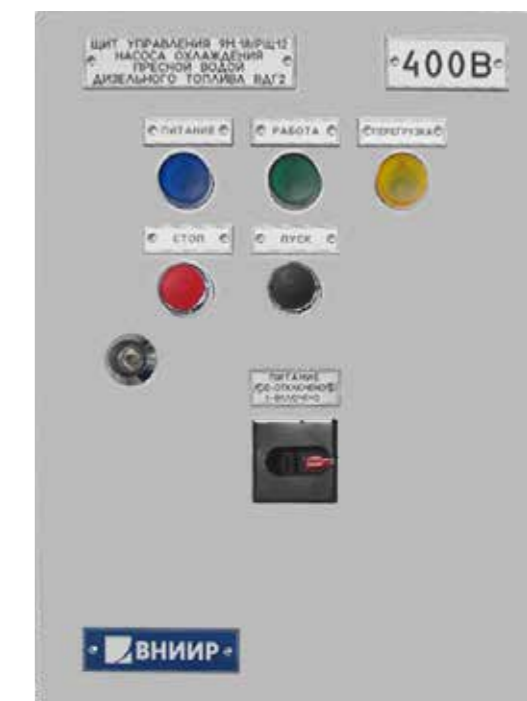 ЩИТ УПРАВЛЕНИЯ 9Н-18/РЩ-12
НАСОСА ОХЛАЖДЕНИЯ
ПРЕСНОЙ ВОДОЙ
ДИЗЕЛЬНОГО ТОПЛИВА ВДГ2
400В
ПИТАНИЕ
РАБОТА
ПЕРЕГРУЗКА
СТОП
ПУСК
ПИТАНИЕ
0-ОТКЛЮЧЕНО
1-ВКЛЮЧЕНО
ВНИИР